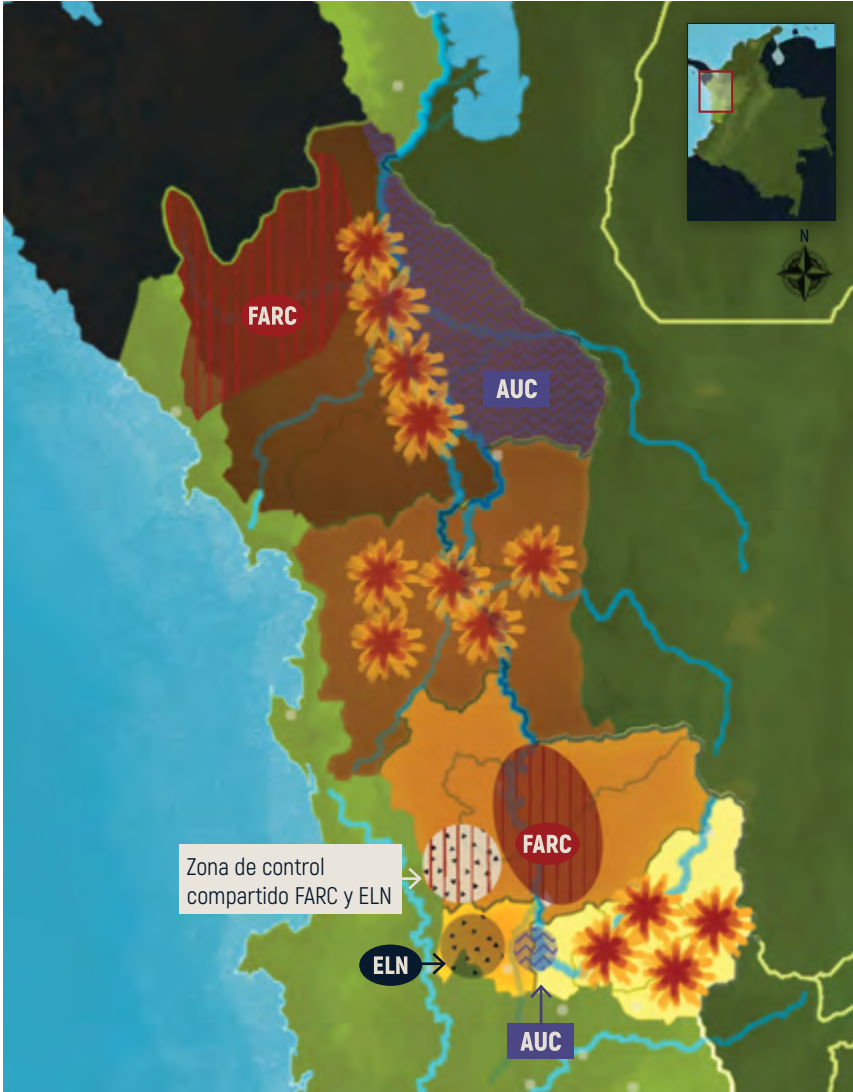 N
FARC
AUC
FARC
Zona de control
compartido FARC y ELN
ELN
AUC